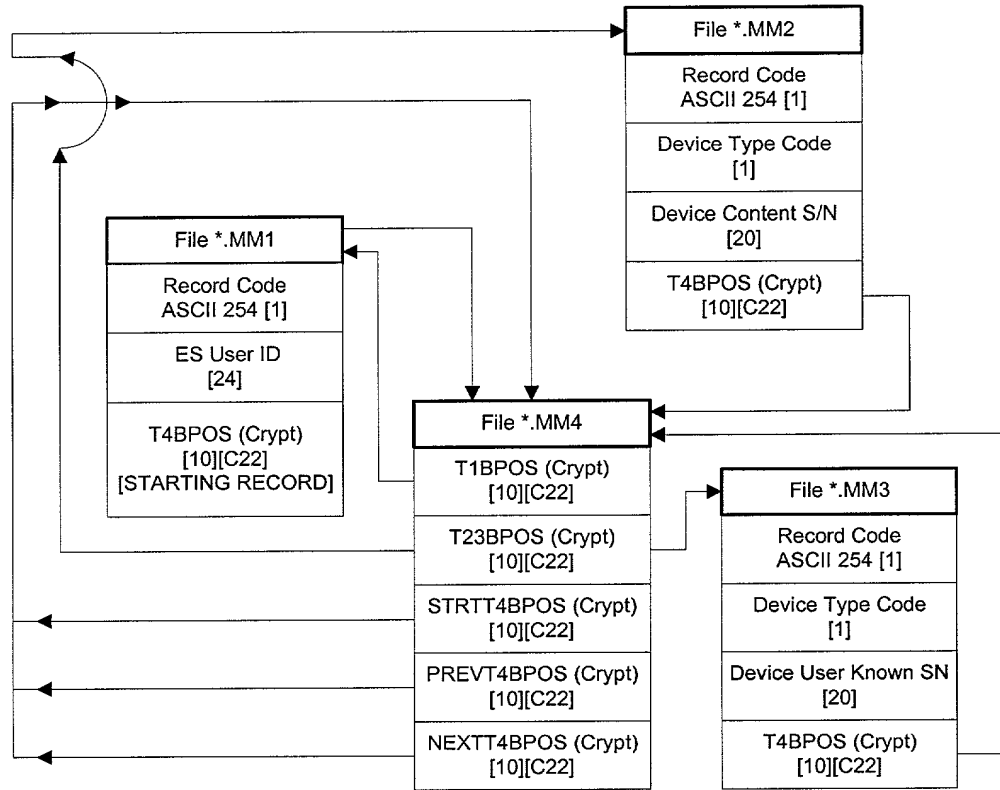 File *.MM2
Record Code
ASCII 254 [1]
Device Type Code
[1]
Device Content S/N
[20]
T4BPOS (Crypt)
[10][C22]
File *.MM1
Record Code
ASCII 254 [1]
ES User ID
[24]
T4BPOS (Crypt)
[10][C22]
[STARTING RECORD]
File *.MM4
T1BPOS (Crypt)
[10][C22]
T23BPOS (Crypt)
[10][C22]
STRTT4BPOS (Crypt)
[10][C22]
PREVT4BPOS (Crypt)
[10][C22]
NEXTT4BPOS (Crypt)
[10][C22]
File *.MM3
Record Code
ASCII 254 [1]
Device Type Code
[1]
Device User Known SN
[20]
T4BPOS (Crypt)
[10][C22]